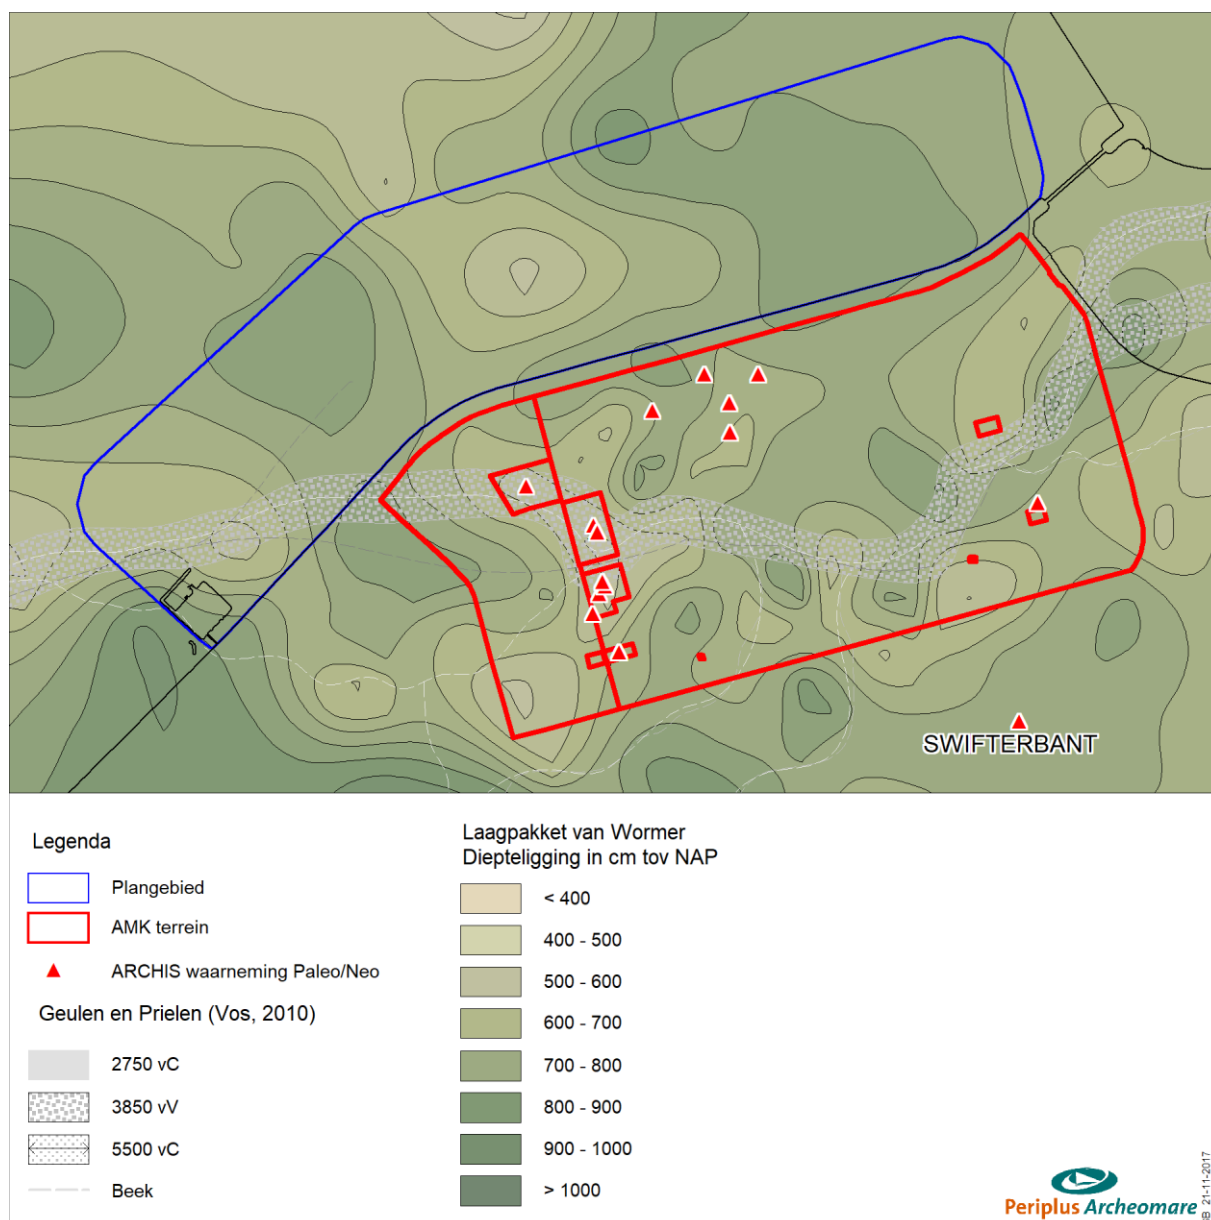 SWIFTERBANT
Legenda
Plangebied
AMK terrein
ARCHIS waarneming Paleo/Neo
Geulen en Prielen (Vos, 2010)
2750 vC
3850 vV
5500 vC
Beek
Laagpakket van Wormer
Diepteligging in cm tov NAP
< 400
400 - 500
500 - 600
600 - 700
700 - 800
800 - 900
900 - 1000
> 1000
Periplus Archeomare
21-11-2017